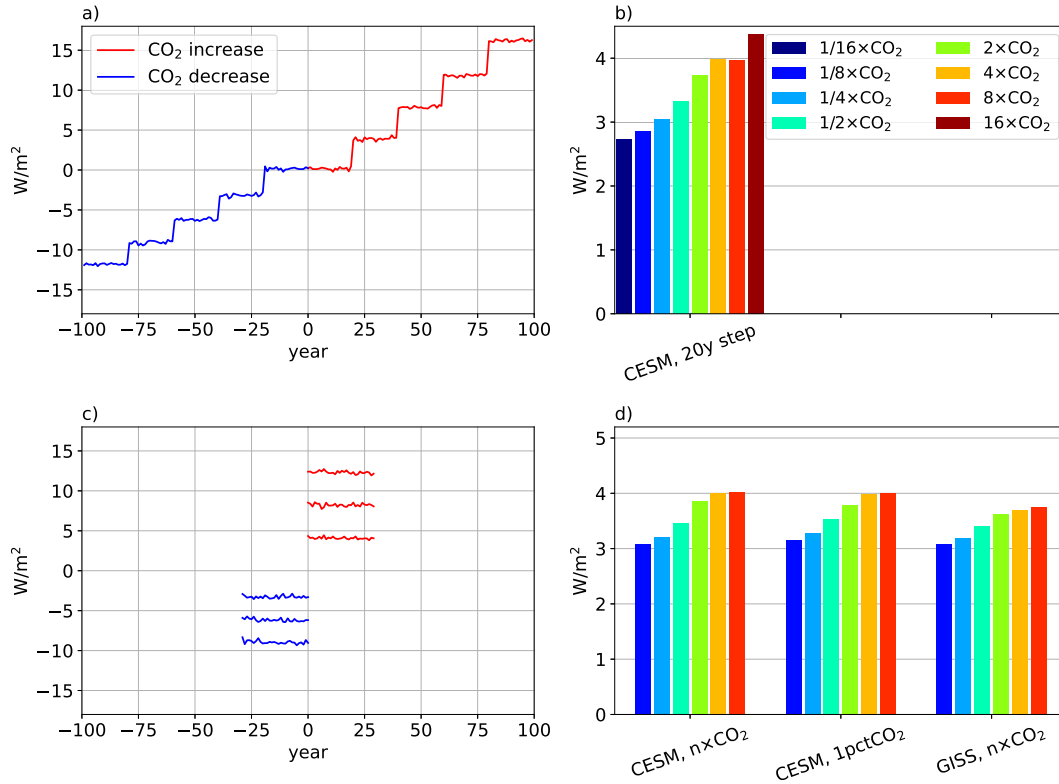 a)
W/m²
15
10
5
0
−5
−10
−15
CO₂ increase
CO₂ decrease
−100 −75 −50 −25 0 25 50 75 100
year
b)
W/m²
4
3
2
1
0
1/16×CO₂
1/8×CO₂
1/4×CO₂
1/2×CO₂
2×CO₂
4×CO₂
8×CO₂
16×CO₂
CESM, 20y step
c)
W/m²
15
10
5
0
−5
−10
−15
−100 −75 −50 −25 0 25 50 75 100
year
d)
W/m²
5
4
3
2
1
0
CESM, n×CO₂
CESM, 1pctCO₂
GISS, n×CO₂